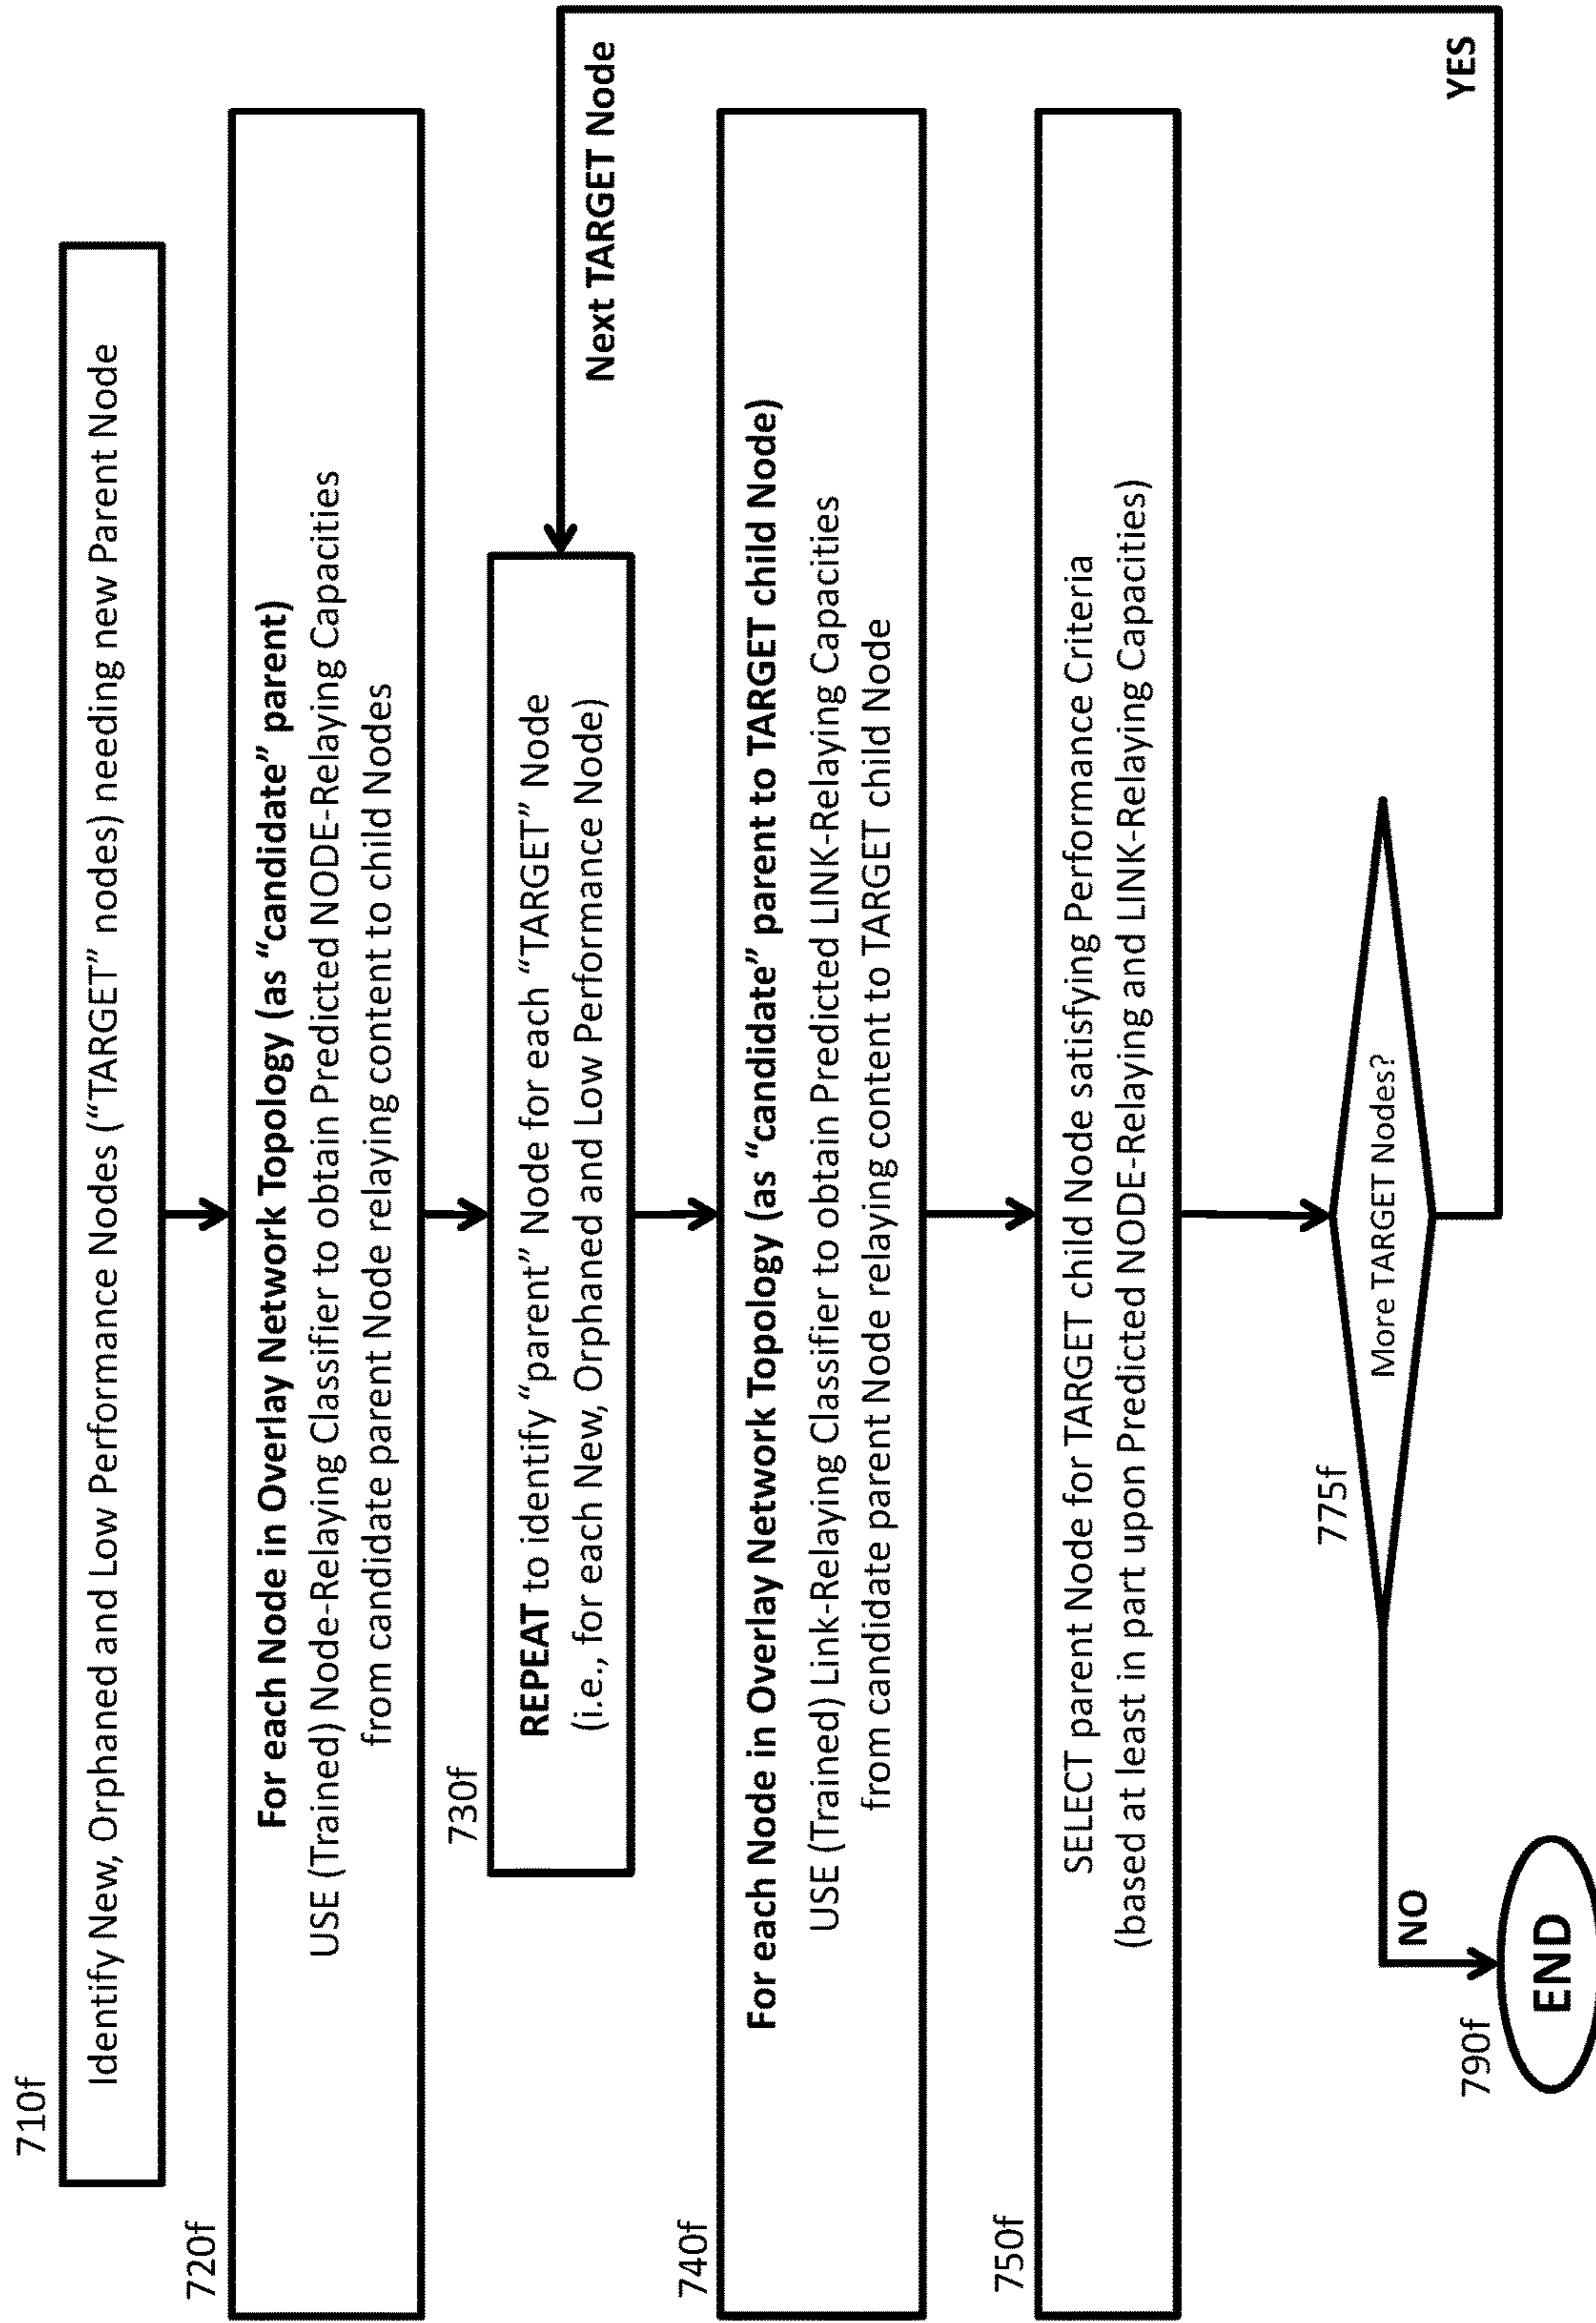 710f
Identify New, Orphaned and Low Performance Nodes (“TARGET” nodes) needing new Parent Node
720f
For each Node in Overlay Network Topology (as “candidate” parent)
USE (Trained) Node-Relaying Classifier to obtain Predicted NODE-Relaying Capacities
from candidate parent Node relaying content to child Nodes
730f
REPEAT to identify “parent” Node for each “TARGET” Node
(i.e., for each New, Orphaned and Low Performance Node)
Next TARGET Node
740f
For each Node in Overlay Network Topology (as “candidate” parent to TARGET child Node)
USE (Trained) Link-Relaying Classifier to obtain Predicted LINK-Relaying Capacities
from candidate parent Node relaying content to TARGET child Node
750f
SELECT parent Node for TARGET child Node satisfying Performance Criteria
(based at least in part upon Predicted NODE-Relaying and LINK-Relaying Capacities)
775f
More TARGET Nodes?
NO
YES
790f
END